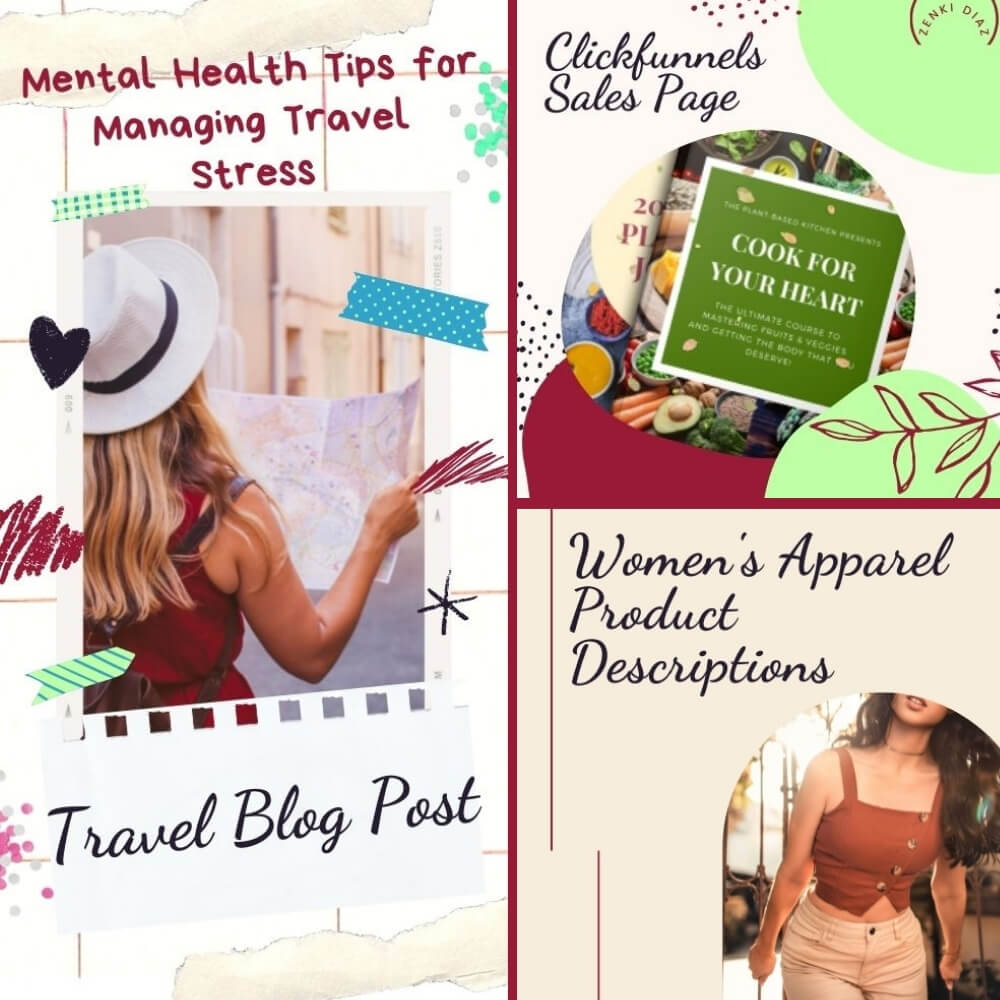 Mental Health Tips for
Managing Travel
Stress
009
M
Travel Blog Post
Clickfunnels
Sales Page
ZENKI DIAZ
20
THE PLANT-BASED KITCHEN PRESENTS
COOK FOR
YOUR HEART
THE ULTIMATE COURSE TO
MASTERING FRUITS & VEGGIES
AND GETTING THE BODY THAT
DESERVE!
Women's Apparel
Product
Descriptions